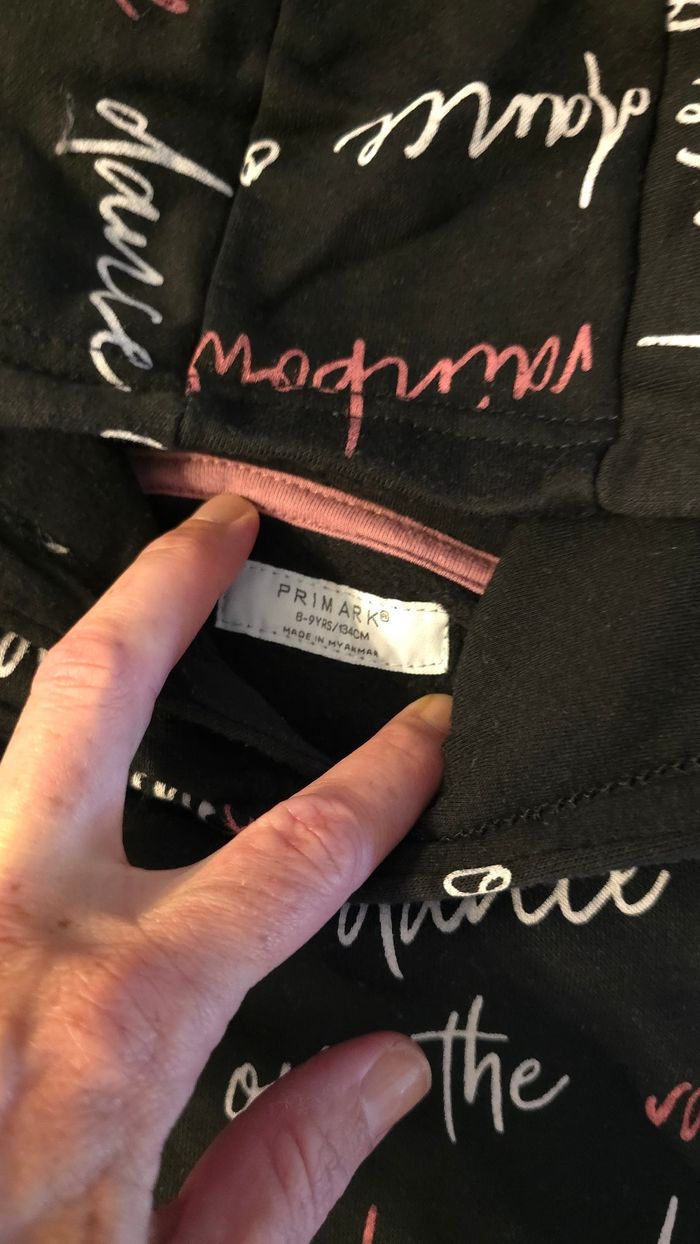 dance
dance
rainbow
PRIMARK®
8-9YRS/134CM
MADE IN MYANMAR
dance
the